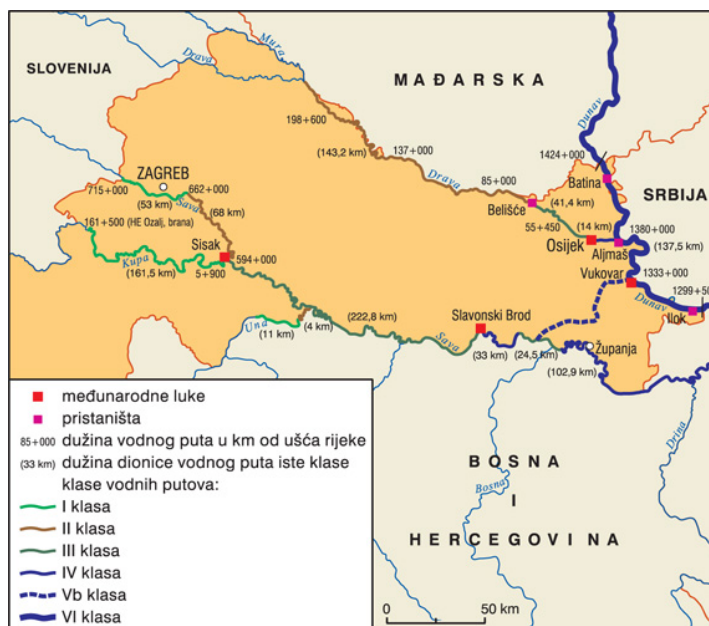 SLOVENIJA
Drava
Mura
MAĐARSKA
Dunav
198+600
(143,2 km)
137+000
Drava
85+000
1424+000
Batina
SRBIJA
ZAGREB
715+000
662+000
(53 km)
Sava
(68 km)
161+500 (HE Ozalj, brana)
Belišće
(41,4 km)
55+450
(14 km)
1380+000
Osijek
Aljmaš
(137,5 km)
Sisak
594+000
Kupa
(161,5 km)
5+900
Vukovar
1333+000
Dunav
1299+50
Ilok
Una
(11 km)
(4 km)
222,8 km)
Slavonski Brod
Sava
(33 km)
(24,5 km)
Županja
(102,9 km)
Drina
BOSNA
Bosna
I
HERCEGOVINA
međunarodne luke
pristaništa
85+000 dužina vodnog puta u km od ušća rijeke
(33 km) dužina dionice vodnog puta iste klase
klase vodnih putova:
I klasa
II klasa
III klasa
IV klasa
Vb klasa
VI klasa
0 50 km